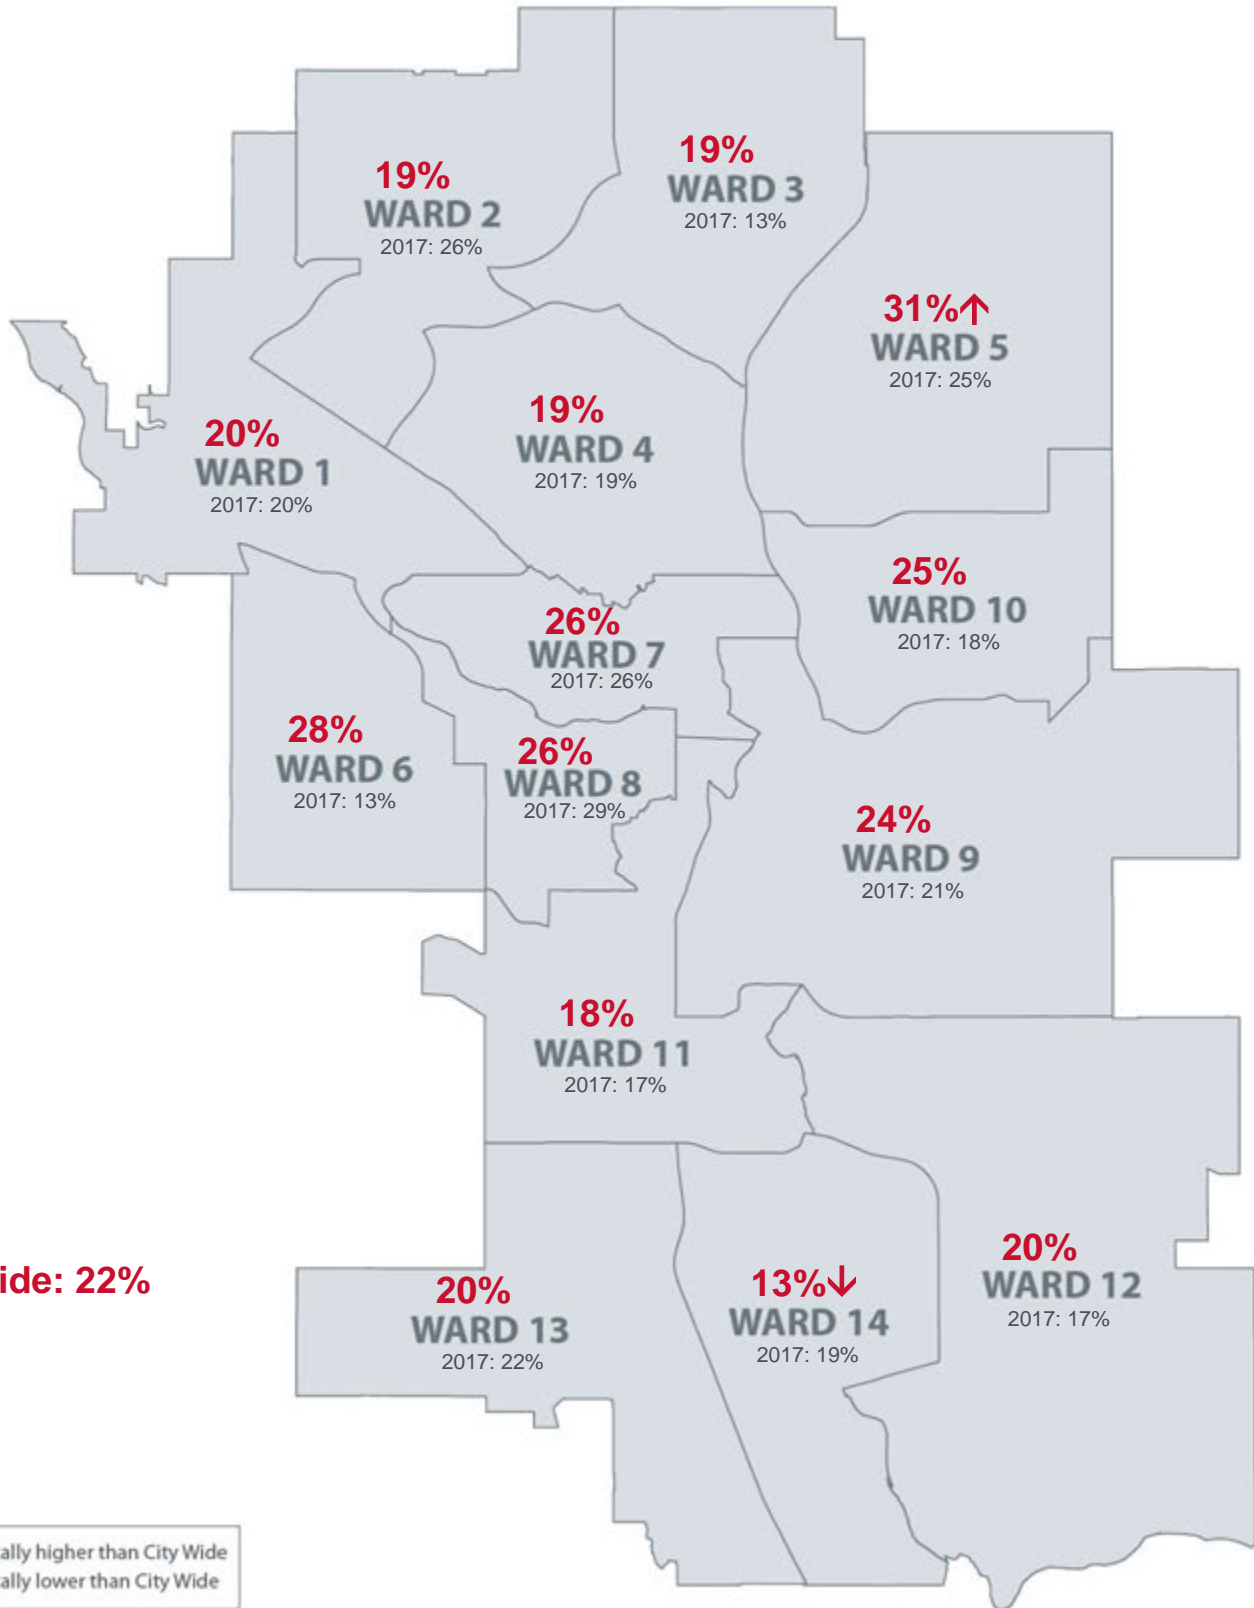 19%
WARD 2
2017: 26%
19%
WARD 3
2017: 13%
31%↑
WARD 5
2017: 25%
20%
WARD 1
2017: 20%
19%
WARD 4
2017: 19%
25%
WARD 10
2017: 18%
26%
WARD 7
2017: 26%
28%
WARD 6
2017: 13%
26%
WARD 8
2017: 29%
24%
WARD 9
2017: 21%
18%
WARD 11
2017: 17%
20%
WARD 13
2017: 22%
13%↓
WARD 14
2017: 19%
20%
WARD 12
2017: 17%
ide: 22%
ally higher than City Wide
ally lower than City Wide